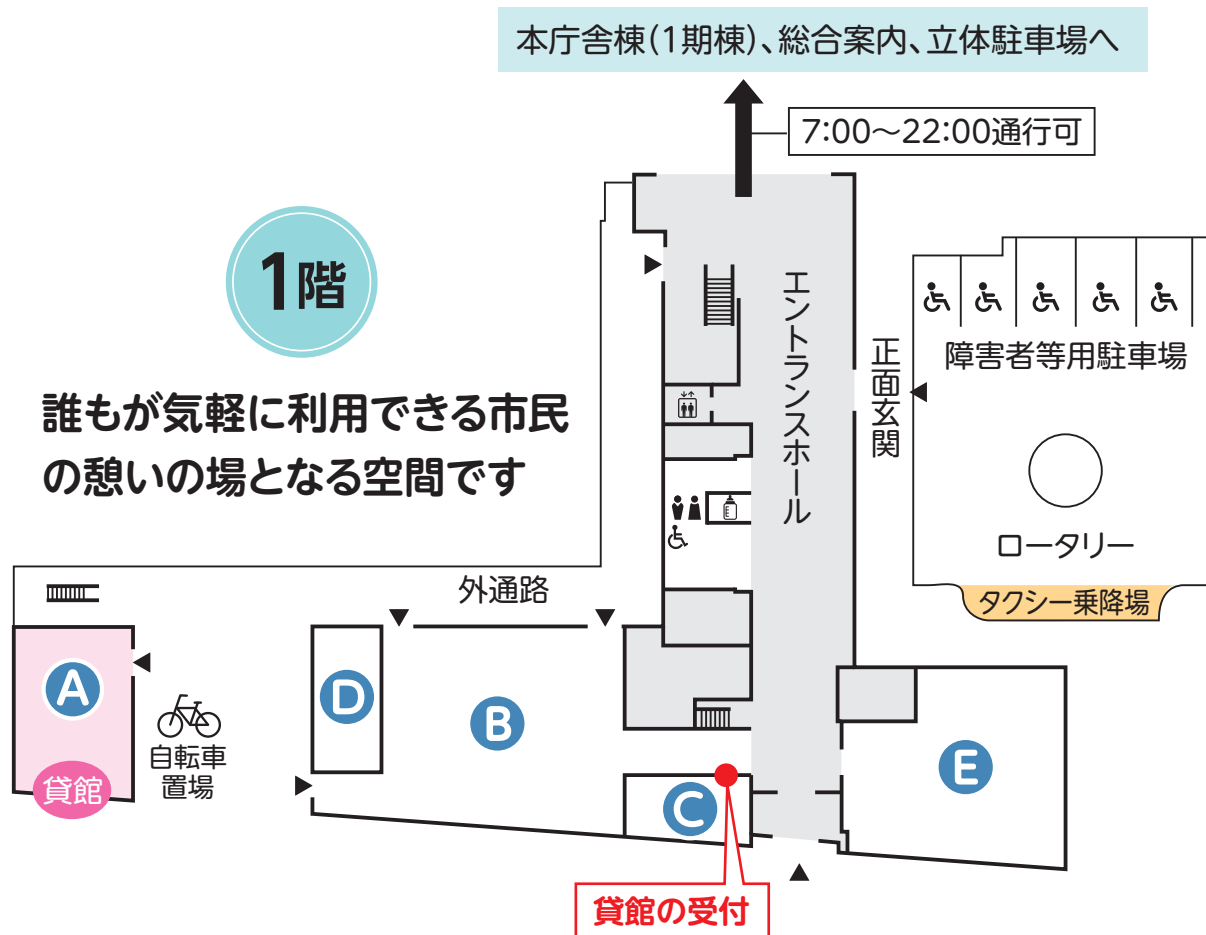 本庁舎棟(1期棟)、総合案内、立体駐車場へ
7:00〜22:00通行可
1階
誰もが気軽に利用できる市民
の憩いの場となる空間です
エントランスホール
正面玄関
障害者等用駐車場
ロータリー
タクシー乗降場
外通路
A
貸館
自転車
置場
D
B
C
E
貸館の受付